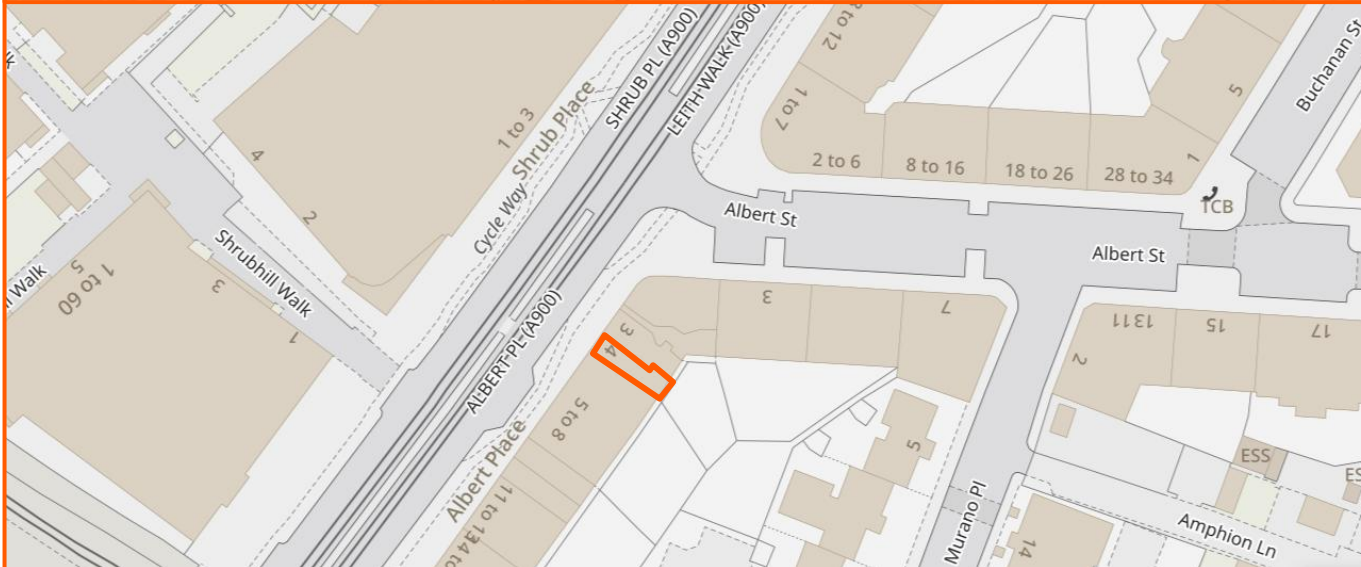 SHRUB PL (A900)
LEITH WALK (A900)
3 to 12
1 to 7
5
Buchanan St
1 to 3
Shrub Place
Cycle Way
4
2
2 to 6
8 to 16
18 to 26
28 to 34
1
TCB
Albert St
Albert St
Shrubhill Walk
Walk
5
1 to 60
3
1
ALBERT PL (A900)
3
7
3
4
5 to 8
Albert Place
11 to 13
1311
15
17
2
5
ESS
Murano Pl
Amphion Ln
14